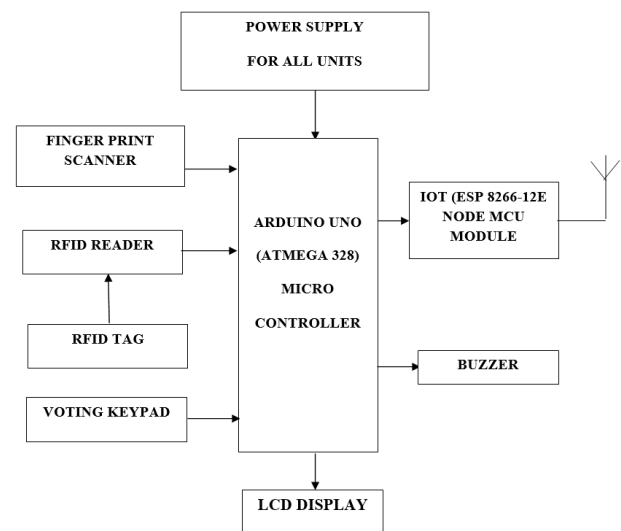 POWER SUPPLY
FOR ALL UNITS
FINGER PRINT
SCANNER
RFID READER
RFID TAG
VOTING KEYPAD
ARDUINO UNO
(ATMEGA 328)
MICRO
CONTROLLER
IOT (ESP 8266-12E
NODE MCU
MODULE
BUZZER
LCD DISPLAY